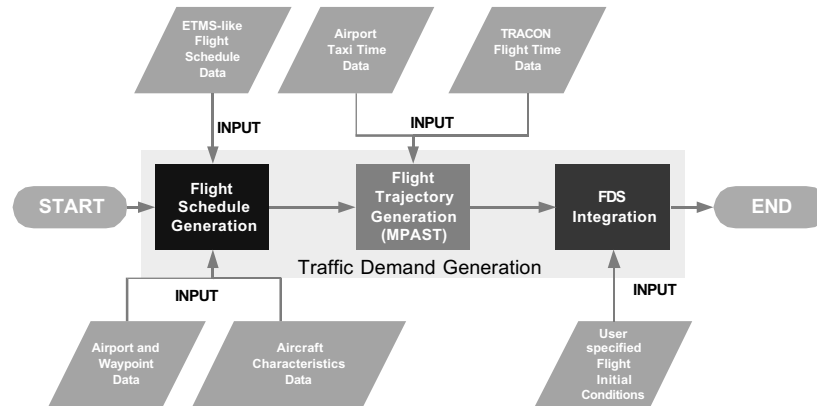 ETMS-like
Flight
Schedule
Data
Airport
Taxi Time
Data
TRACON
Flight Time
Data
INPUT
INPUT
START
Flight
Schedule
Generation
Flight
Trajectory
Generation
(MPAST)
FDS
Integration
END
Traffic Demand Generation
INPUT
INPUT
Airport and
Waypoint
Data
Aircraft
Characteristics
Data
User
specified
Flight
Initial
Conditions